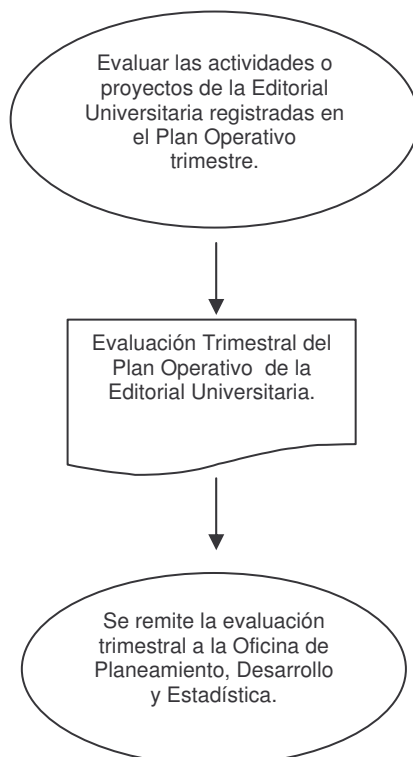 Evaluar las actividades o
proyectos de la Editorial
Universitaria registradas en
el Plan Operativo
trimestre.
Evaluación Trimestral del
Plan Operativo de la
Editorial Universitaria.
Se remite la evaluación
trimestral a la Oficina de
Planeamiento, Desarrollo
y Estadística.